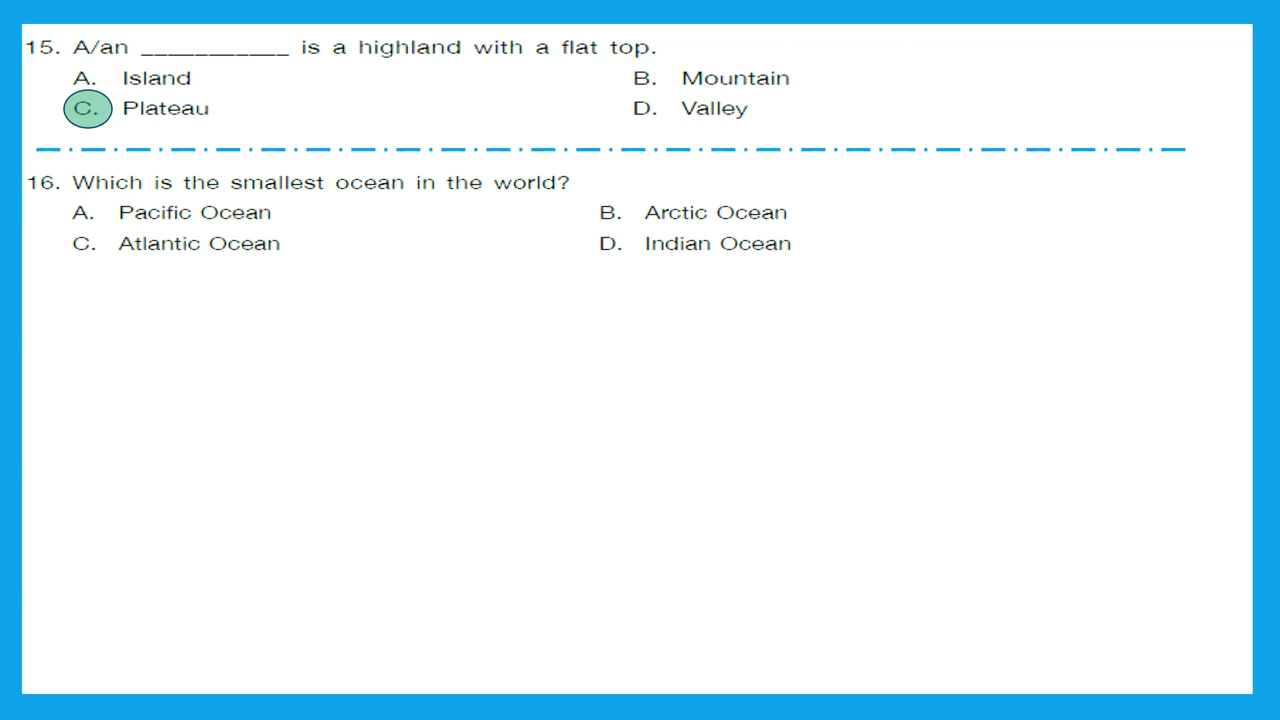 15. A/an ___________ is a highland with a flat top.
A. Island B. Mountain
C. Plateau D. Valley
16. Which is the smallest ocean in the world?
A. Pacific Ocean B. Arctic Ocean
C. Atlantic Ocean D. Indian Ocean